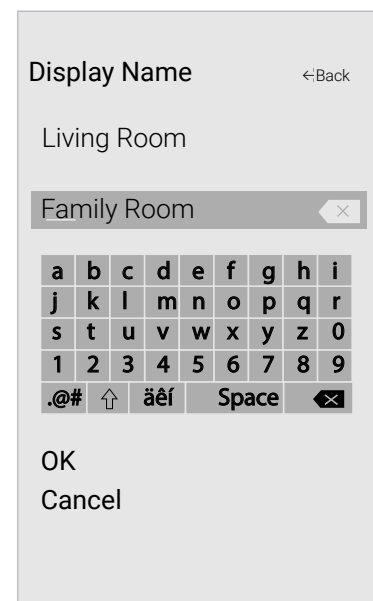 Display Name ←Back
Living Room
Family Room
a b c d e f g h i
j k l m n o p q r
s t u v w x y z 0
1 2 3 4 5 6 7 8 9
.@# äêí Space
OK
Cancel